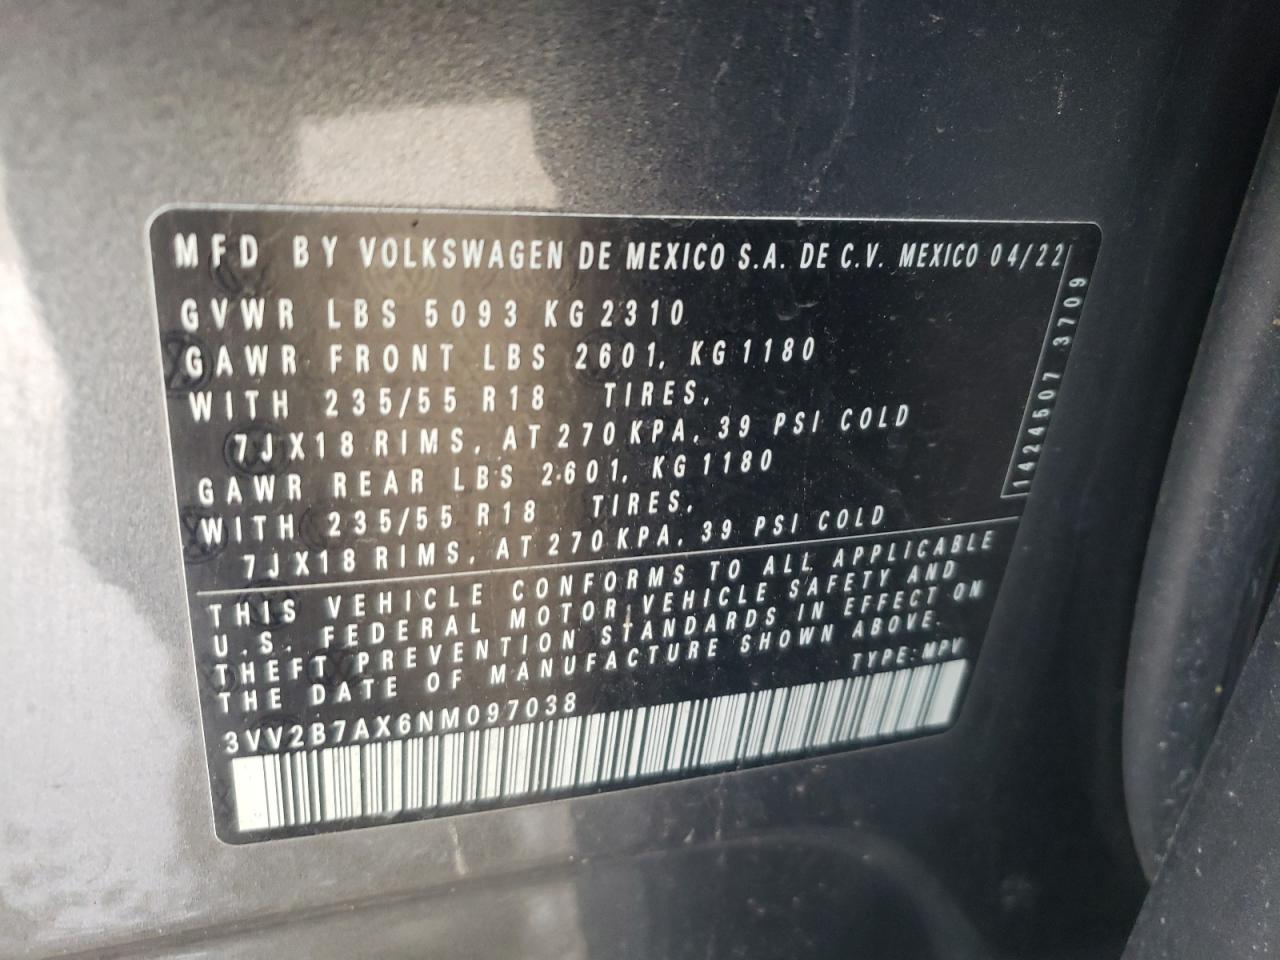 MFD BY VOLKSWAGEN DE MEXICO S.A. DE C.V. MEXICO 04/22
GVWR LBS 5093 KG 2310
GAWR FRONT LBS 2601, KG 1180
WITH 235/55 R18 TIRES,
7JX18 RIMS, AT 270 KPA, 39 PSI COLD
GAWR REAR LBS 2601, KG 1180
WITH 235/55 R18 TIRES,
7JX18 RIMS, AT 270 KPA, 39 PSI COLD
1424507 3709
THIS VEHICLE CONFORMS TO ALL APPLICABLE
U.S. FEDERAL MOTOR VEHICLE SAFETY AND
THEFT PREVENTION STANDARDS IN EFFECT ON
THE DATE OF MANUFACTURE SHOWN ABOVE.
TYPE: MPV
3VV2B7AX6NM097038